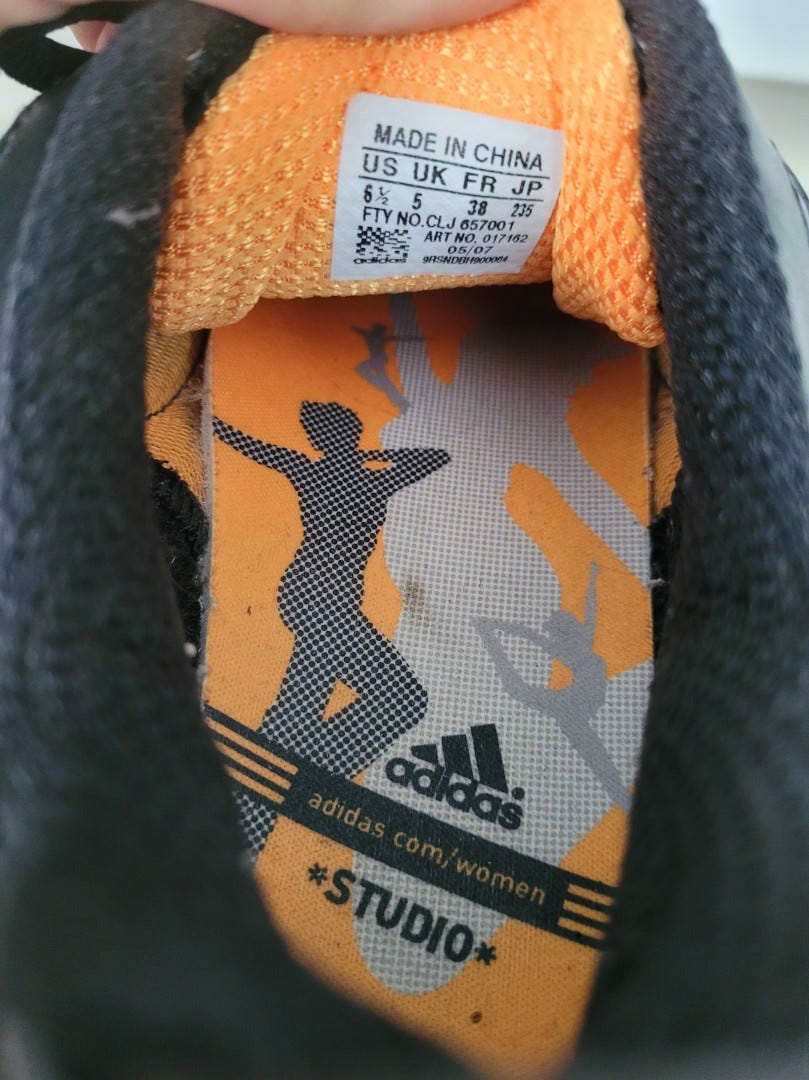 MADE IN CHINA
US UK FR JP
6½ 5 38 235
FTY NO.CLJ 657001
ART NO. 017162
05/07
adidas 9RSNDBH900004
adidas
adidas.com/women
*STUDIO*